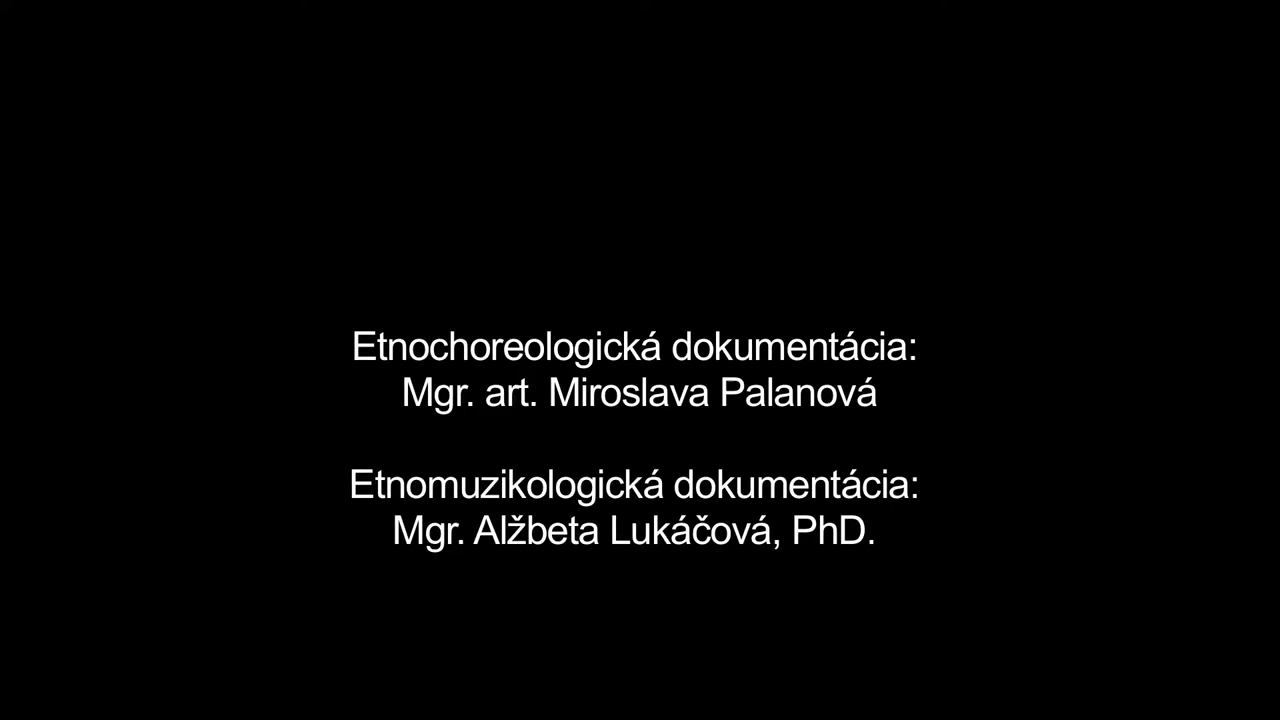 Etnochoreologická dokumentácia:
Mgr. art. Miroslava Palanová
Etnomuzikologická dokumentácia:
Mgr. Alžbeta Lukáčová, PhD.